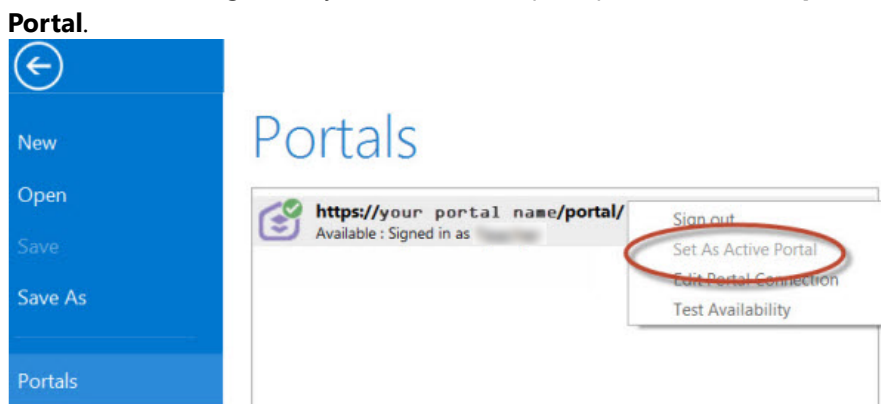 Portal.
New
Open
Save
Save As
Portals
Portals
https://your portal name/portal/
Available : Signed in as
Sign out
Set As Active Portal
Edit Portal Connection
Test Availability